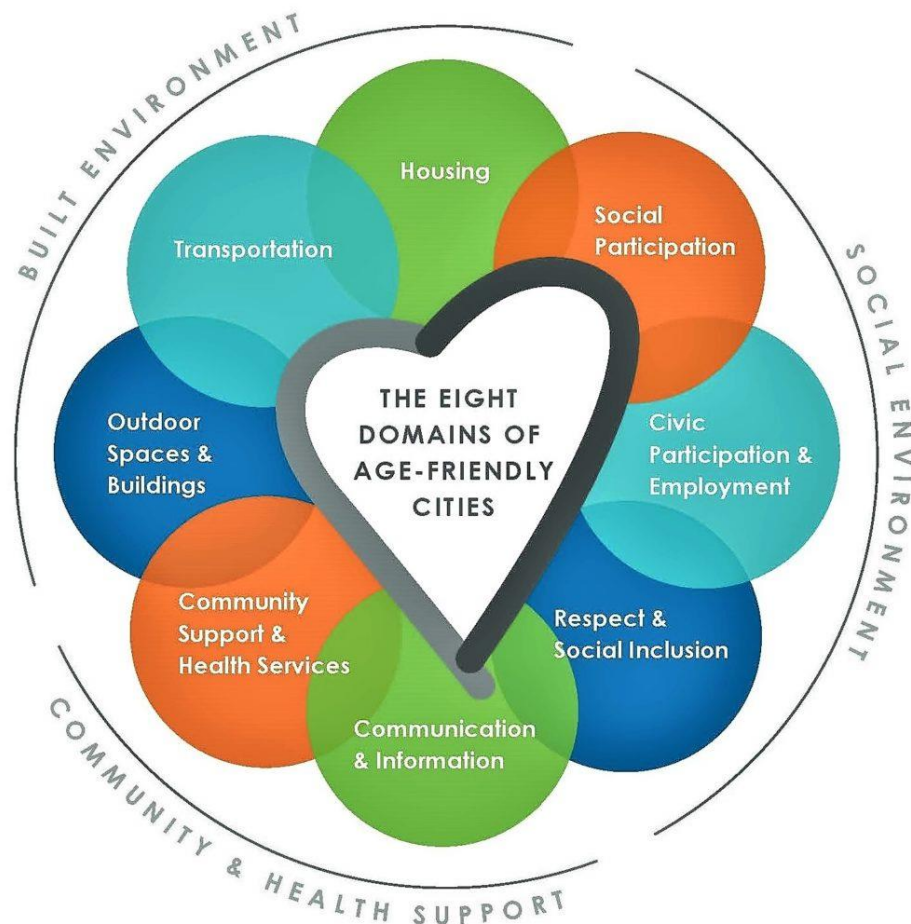 BUILT ENVIRONMENT
SOCIAL ENVIRONMENT
COMMUNITY & HEALTH SUPPORT
THE EIGHT
DOMAINS OF
AGE-FRIENDLY
CITIES
Housing
Social
Participation
Civic
Participation &
Employment
Respect &
Social Inclusion
Communication
& Information
Community
Support &
Health Services
Outdoor
Spaces &
Buildings
Transportation